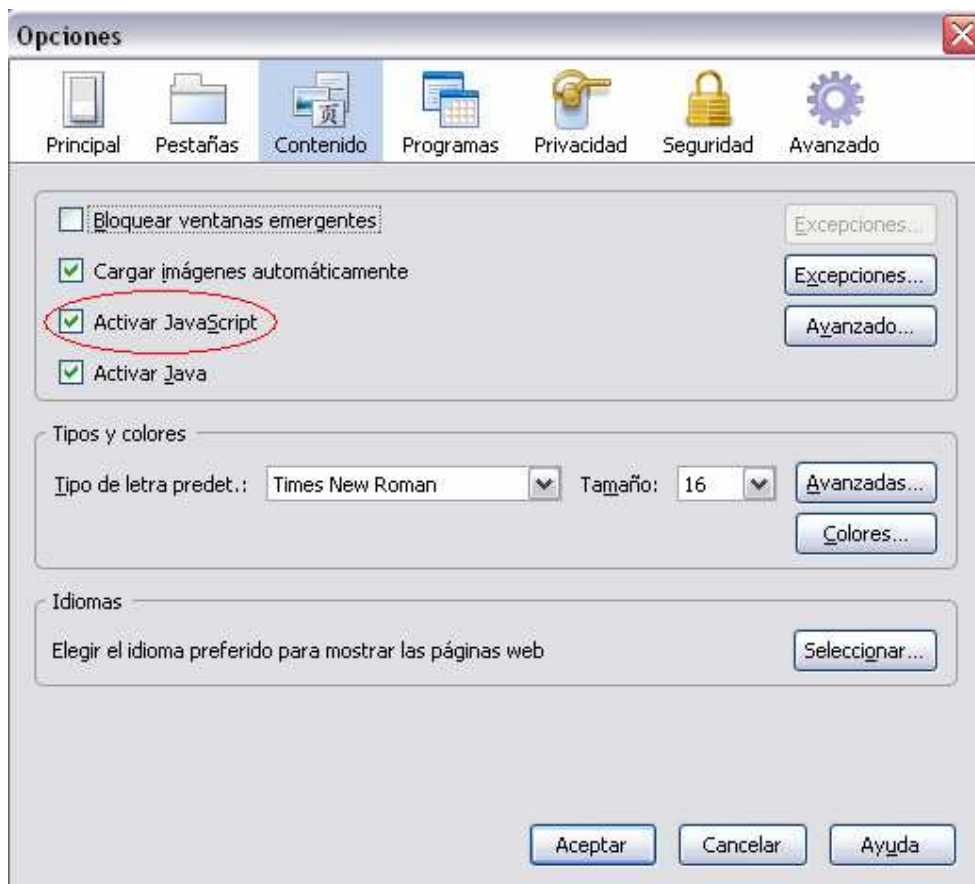 Opciones
Principal Pestañas Contenido Programas Privacidad Seguridad Avanzado
页
Bloquear ventanas emergentes Excepciones...
Cargar imágenes automáticamente Excepciones...
Activar JavaScript Avanzado...
Activar Java
Tipos y colores
Tipo de letra predet.: Times New Roman Tamaño: 16 Avanzadas...
Colores...
Idiomas
Elegir el idioma preferido para mostrar las páginas web Seleccionar...
Aceptar Cancelar Ayuda